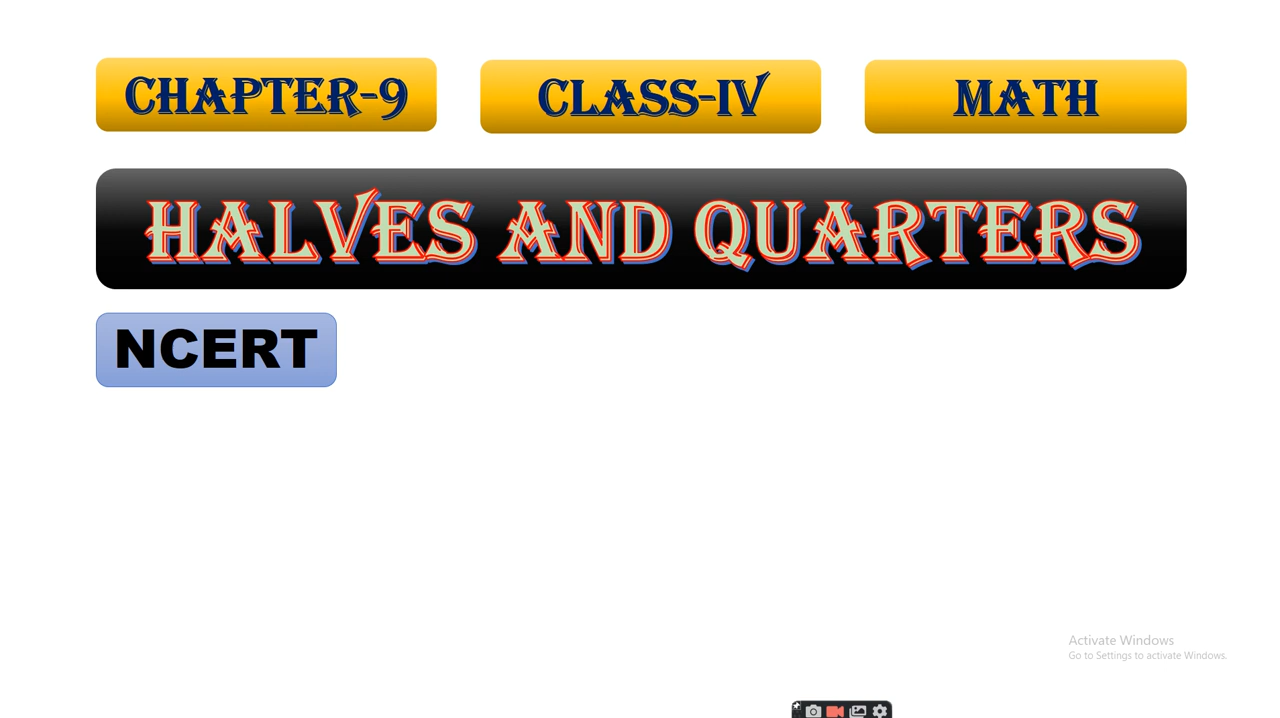 CHAPTER-9 CLASS-IV MATH
HALVES AND QUARTERS
NCERT
Activate Windows
Go to Settings to activate Windows.